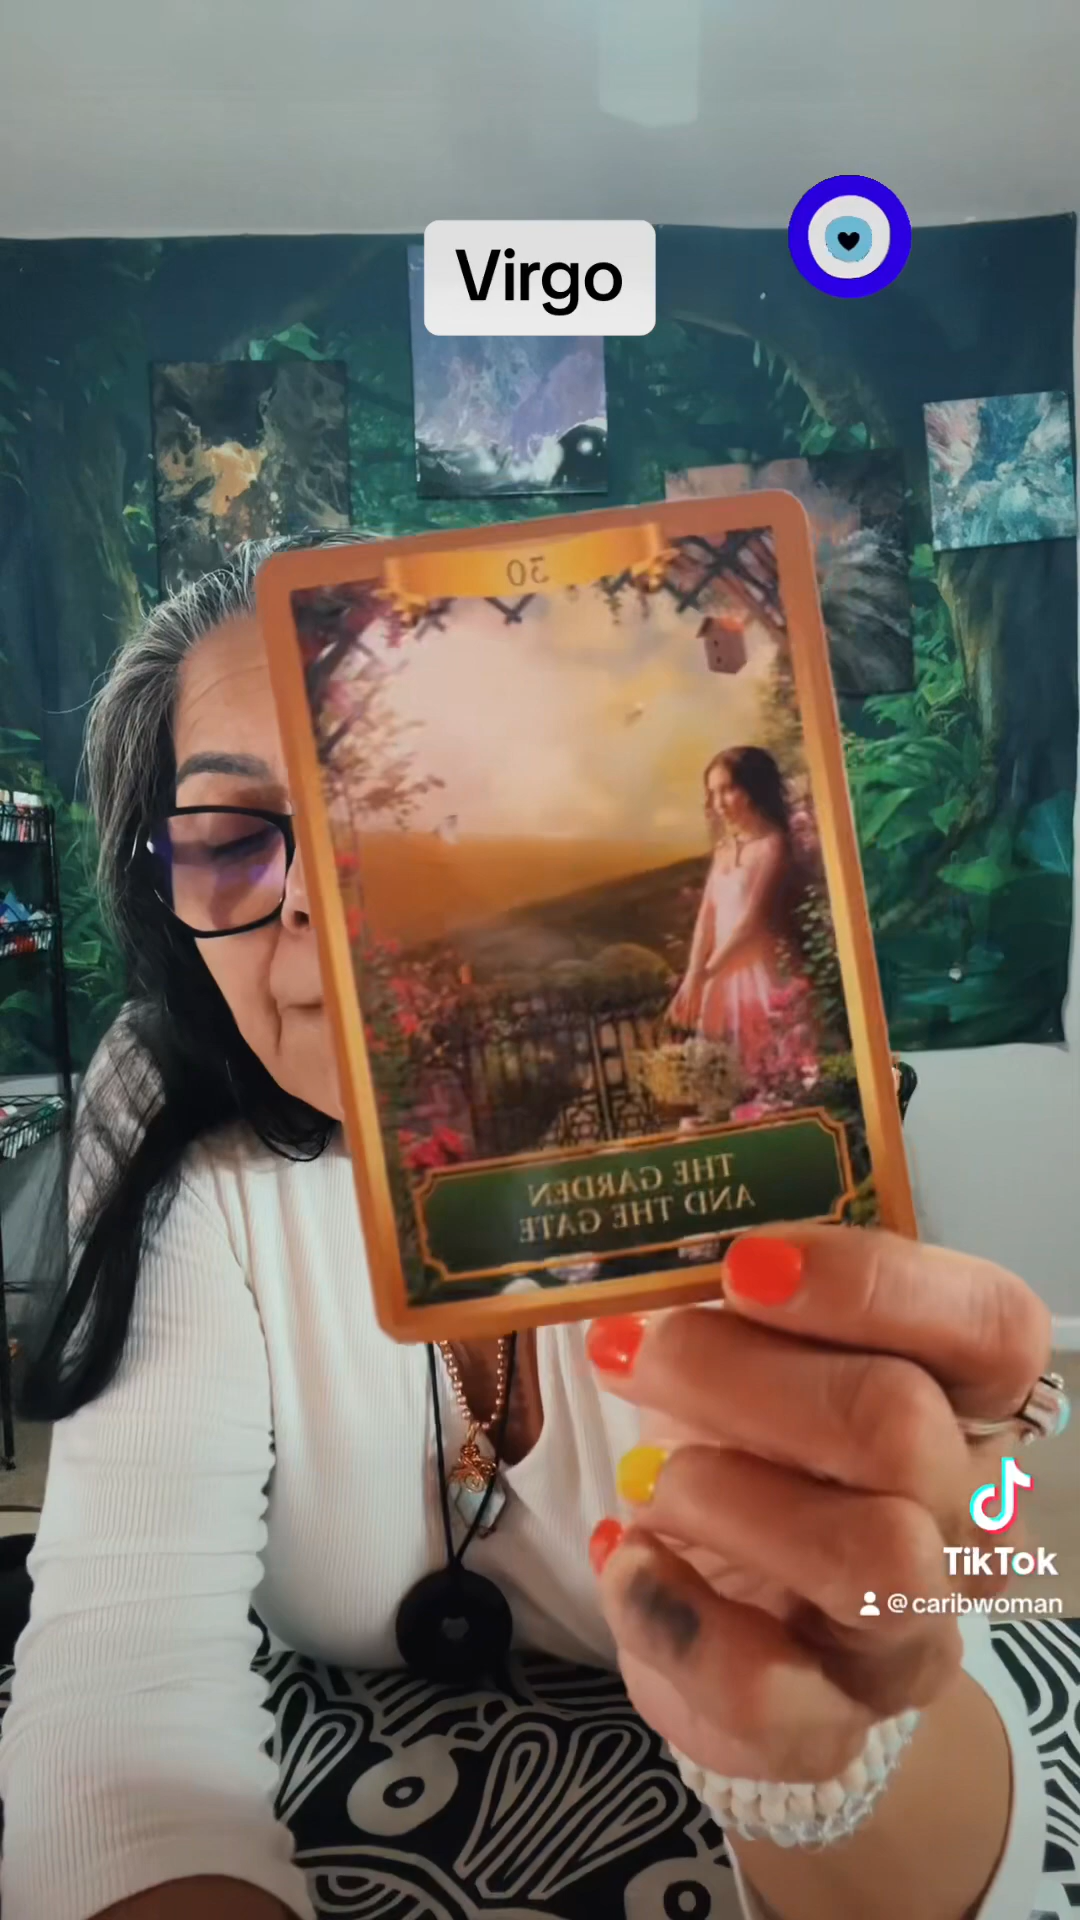 Virgo
30
THE GARDEN
AND THE GATE
TikTok
@caribwoman